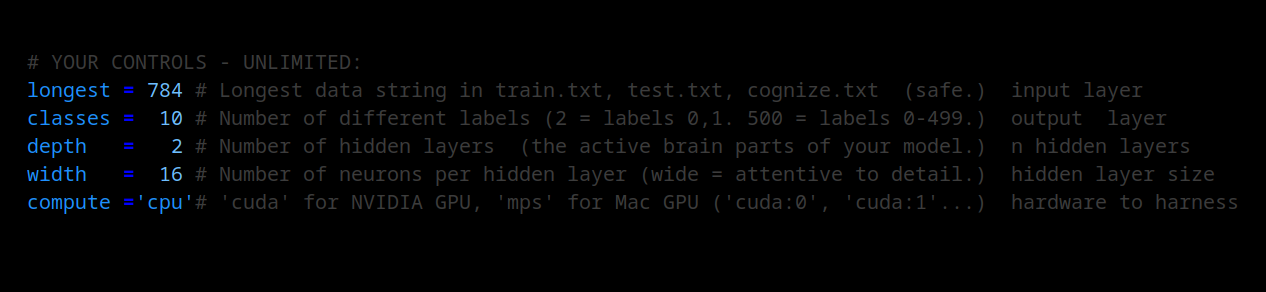 # YOUR CONTROLS - UNLIMITED:
longest = 784 # Longest data string in train.txt, test.txt, cognize.txt  (safe.)  input layer
classes =  10 # Number of different labels (2 = labels 0,1. 500 = labels 0-499.)  output  layer
depth   =   2 # Number of hidden layers  (the active brain parts of your model.)  n hidden layers
width   =  16 # Number of neurons per hidden layer (wide = attentive to detail.)  hidden layer size
compute ='cpu'# 'cuda' for NVIDIA GPU, 'mps' for Mac GPU ('cuda:0', 'cuda:1'...)  hardware to harness